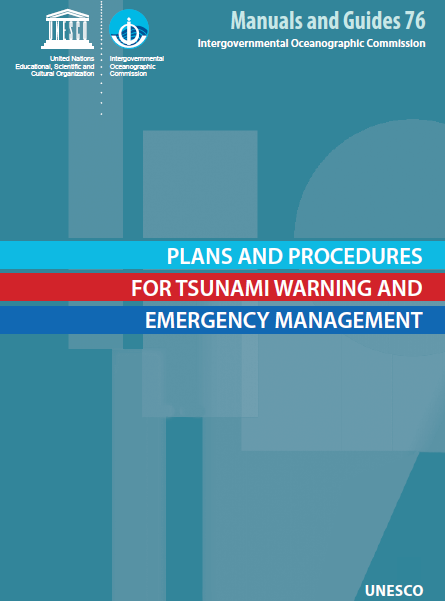 UNESCO
United Nations
Educational, Scientific and
Cultural Organization
Intergovernmental
Oceanographic
Commission
Manuals and Guides 76
Intergovernmental Oceanographic Commission
PLANS AND PROCEDURES
FOR TSUNAMI WARNING AND
EMERGENCY MANAGEMENT
UNESCO